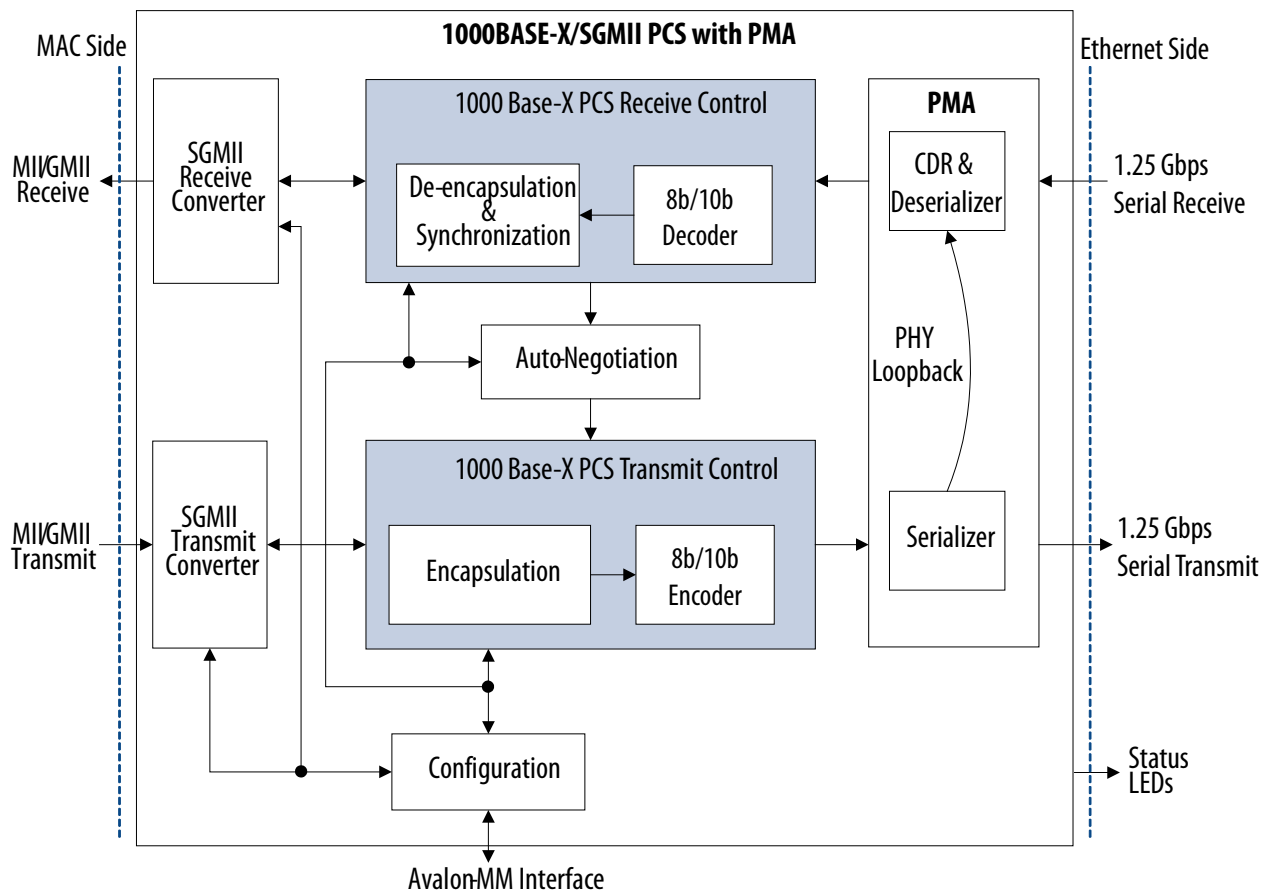 1000BASE-X/SGMII PCS with PMA
MAC Side
Ethernet Side
1000 Base-X PCS Receive Control
PMA
MII/GMII
Receive
SGMII
Receive
Converter
De-encapsulation
&
Synchronization
8b/10b
Decoder
CDR &
Deserializer
1.25 Gbps
Serial Receive
Auto-Negotiation
PHY
Loopback
1000 Base-X PCS Transmit Control
MII/GMII
Transmit
SGMII
Transmit
Converter
Encapsulation
8b/10b
Encoder
Serializer
1.25 Gbps
Serial Transmit
Configuration
Status
LEDs
Avalon-MM Interface